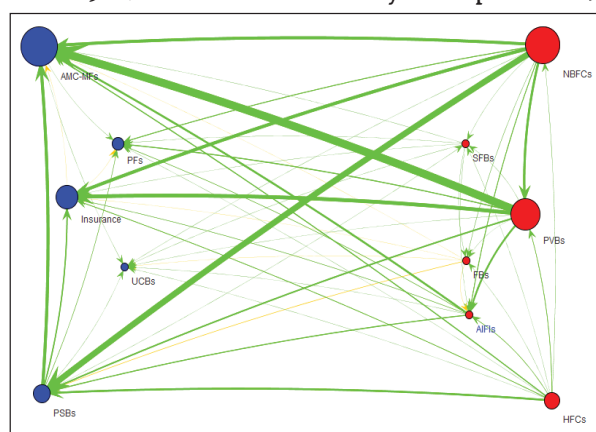 AMC-MFs
NBFCs
PFs
SFBs
Insurance
PVBs
UCBs
FBs
AIFIs
PSBs
HFCs